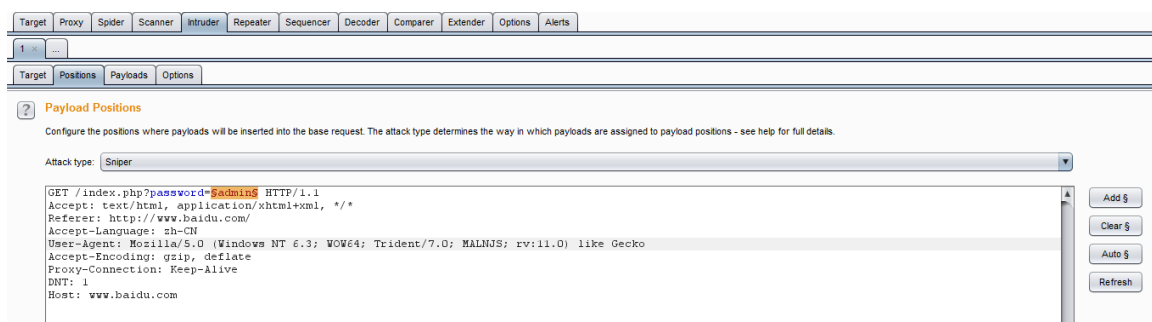 Target Proxy Spider Scanner Intruder Repeater Sequencer Decoder Comparer Extender Options Alerts
1 × ...
Target Positions Payloads Options
? Payload Positions
Configure the positions where payloads will be inserted into the base request. The attack type determines the way in which payloads are assigned to payload positions - see help for full details.
Attack type: Sniper
GET /index.php?password=§admin§ HTTP/1.1
Accept: text/html, application/xhtml+xml, */*
Referer: http://www.baidu.com/
Accept-Language: zh-CN
User-Agent: Mozilla/5.0 (Windows NT 6.3; WOW64; Trident/7.0; MALNJS; rv:11.0) like Gecko
Accept-Encoding: gzip, deflate
Proxy-Connection: Keep-Alive
DNT: 1
Host: www.baidu.com
Add §
Clear §
Auto §
Refresh